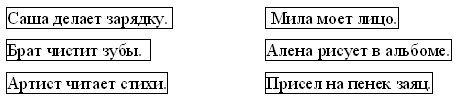 Саша делает зарядку.
Мила моет лицо.
Брат чистит зубы.
Алена рисует в альбоме.
Артист читает стихи.
Присел на пенек заяц.